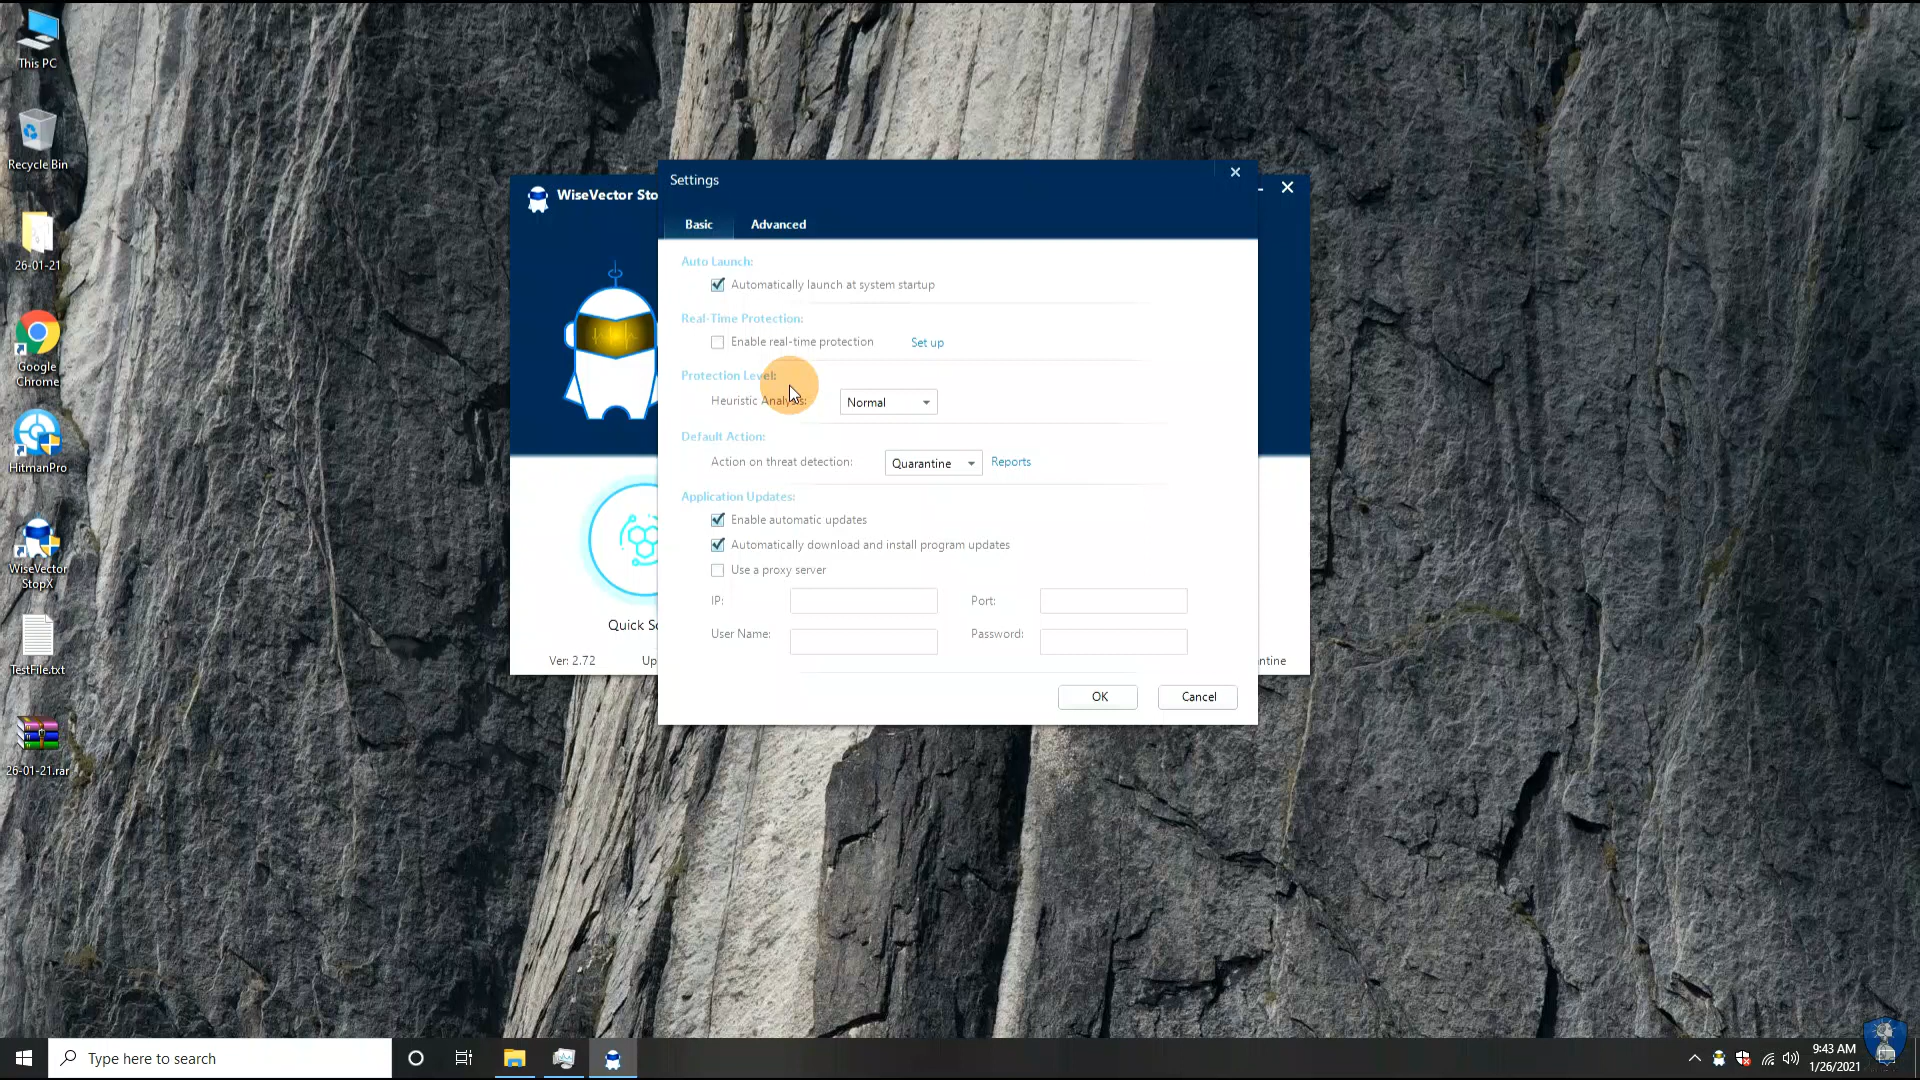 This PC
Recycle Bin
26-01-21
Google
Chrome
HitmanPro
WiseVector
StopX
TestFile.txt
26-01-21.rar
WiseVector Sto
Quick Sc
Ver: 2.72
Up
ntine
Settings
Basic
Advanced
Auto Launch:
Automatically launch at system startup
Real-Time Protection:
Enable real-time protection
Set up
Protection Level:
Heuristic Analysis:
Normal
Default Action:
Action on threat detection:
Quarantine
Reports
Application Updates:
Enable automatic updates
Automatically download and install program updates
Use a proxy server
IP:
Port:
User Name:
Password:
OK
Cancel
Type here to search
9:43 AM
1/26/2021